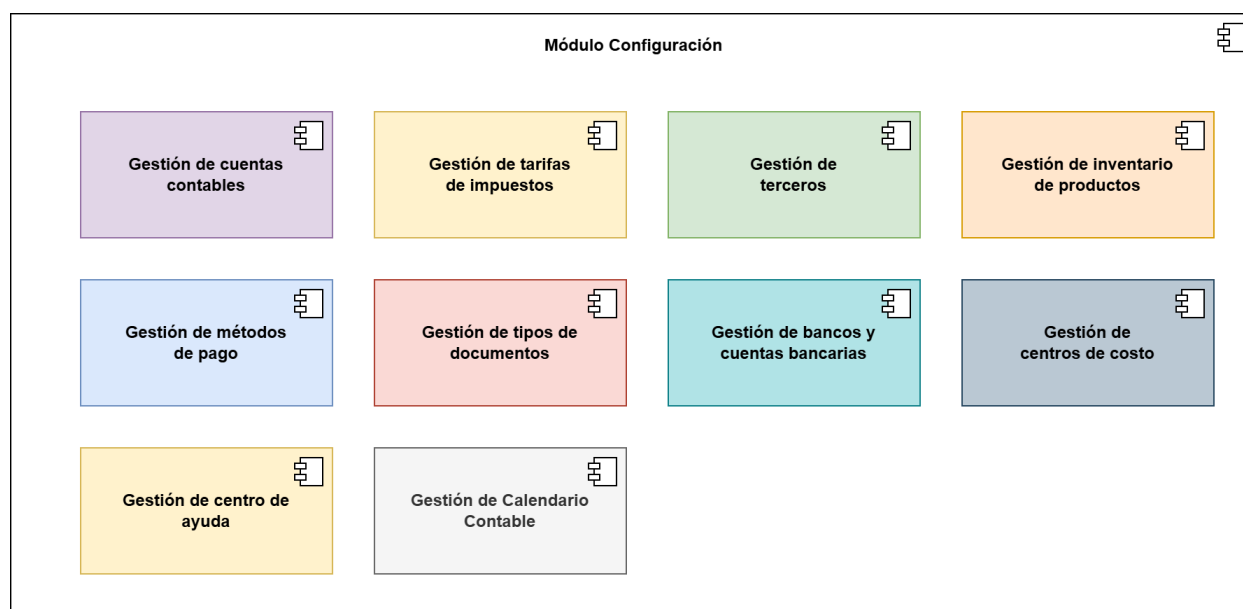 Módulo Configuración
Gestión de cuentas
contables
Gestión de tarifas
de impuestos
Gestión de
terceros
Gestión de inventario
de productos
Gestión de métodos
de pago
Gestión de tipos de
documentos
Gestión de bancos y
cuentas bancarias
Gestión de
centros de costo
Gestión de centro de
ayuda
Gestión de Calendario
Contable